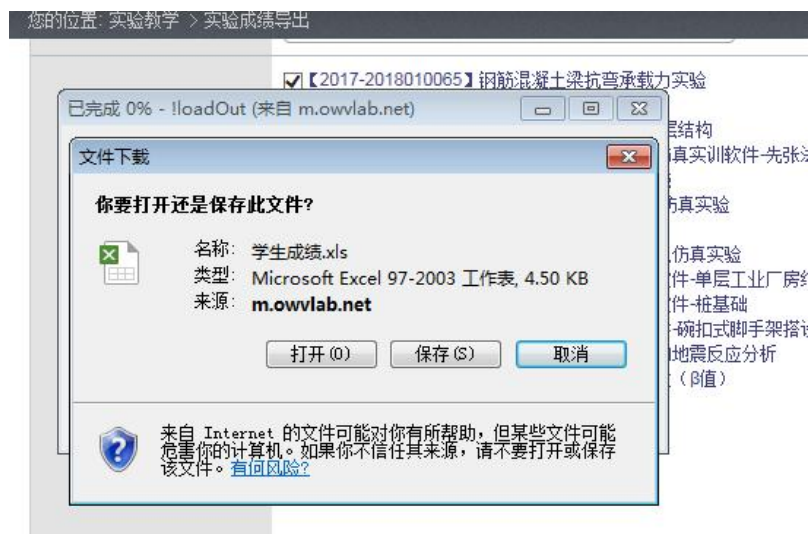 您的位置: 实验教学 > 实验成绩导出
【2017-2018010065】钢筋混凝土梁抗弯承载力实验
已完成 0% - !loadOut (来自 m.owvlab.net)
层结构
文件下载
真实训软件-先张法
你要打开还是保存此文件?
仿真实验
名称: 学生成绩.xls
仿真实验
类型: Microsoft Excel 97-2003 工作表, 4.50 KB
件-单层工业厂房
来源: m.owvlab.net
件-桩基础
-碗扣式脚手架搭
打开(O) 保存(S) 取消
地震反应分析
(β值)
来自 Internet 的文件可能对你有所帮助，但某些文件可能
危害你的计算机。如果你不信任其来源，请不要打开或保存
该文件。有何风险?